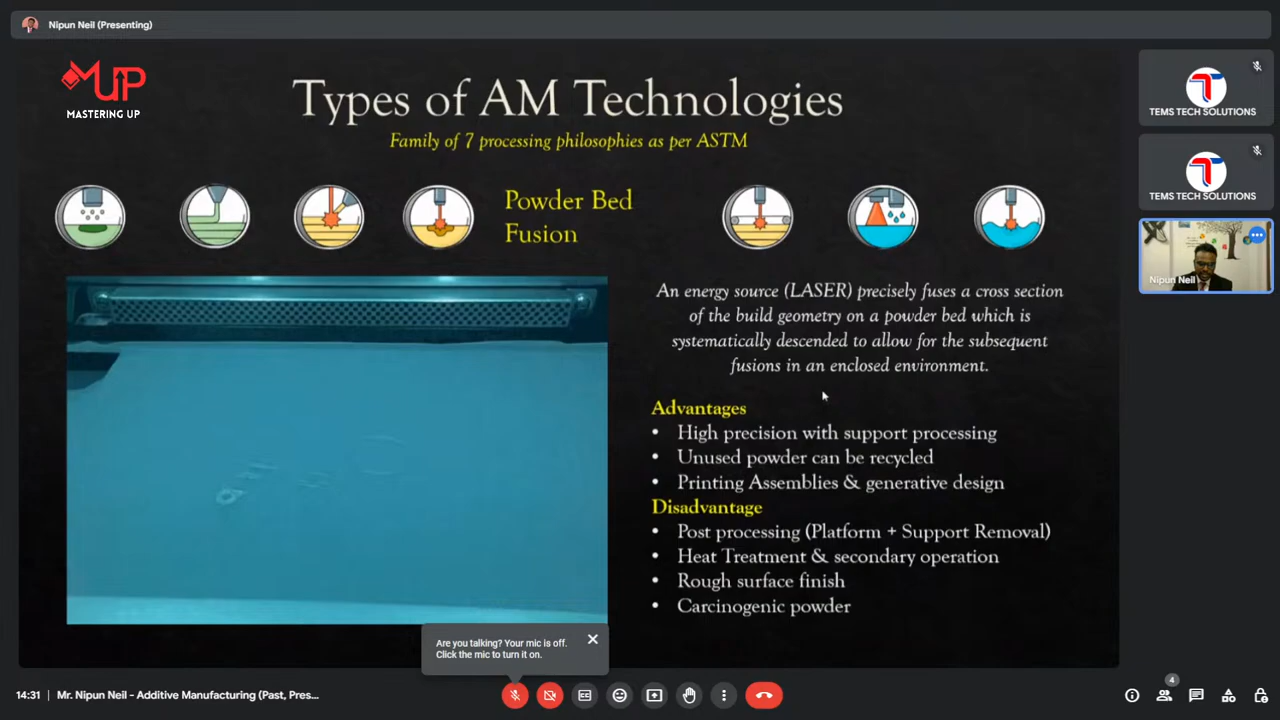 Nipun Neil (Presenting)
MUP
MASTERING UP
Types of AM Technologies
Family of 7 processing philosophies as per ASTM
Powder Bed
Fusion
An energy source (LASER) precisely fuses a cross section
of the build geometry on a powder bed which is
systematically descended to allow for the subsequent
fusions in an enclosed environment.
Advantages
• High precision with support processing
• Unused powder can be recycled
• Printing Assemblies & generative design
Disadvantage
• Post processing (Platform + Support Removal)
• Heat Treatment & secondary operation
• Rough surface finish
• Carcinogenic powder
TEMS TECH SOLUTIONS
TEMS TECH SOLUTIONS
Nipun Neil
Are you talking? Your mic is off.
Click the mic to turn it on.
14:31 | Mr. Nipun Neil - Additive Manufacturing (Past, Pres...
4